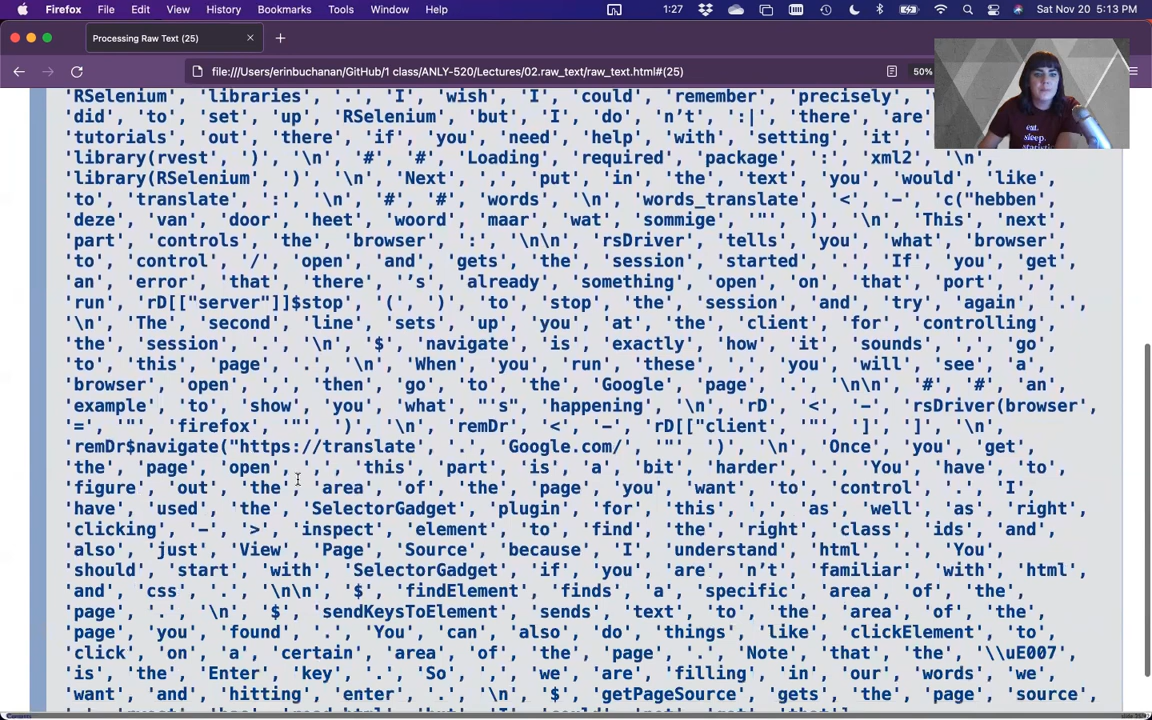 Firefox File Edit View History Bookmarks Tools Window Help 1:27 Sat Nov 20 5:13 PM
Processing Raw Text (25)
file:///Users/erinbuchanan/GitHub/1 class/ANLY-520/Lectures/02.raw_text/raw_text.html#(25) 50%
eat.
sleep.
'RSelenium', 'libraries', '.', 'I', 'wish', 'I', 'could', 'remember', 'precisely',
'did', 'to', 'set', 'up', 'RSelenium', 'but', 'I', 'do', 'n’t', ':|', 'there', 'are'
'tutorials', 'out', 'there', 'if', 'you', 'need', 'help', 'with', 'setting', 'it',
'library(rvest', ')', '\n', '#', '#', 'Loading', 'required', 'package', ':', 'xml2', '\n',
'library(RSelenium', ')', '\n', 'Next', ',', 'put', 'in', 'the', 'text', 'you', 'would', 'like',
'to', 'translate', ':', '\n', '#', '#', 'words', '\n', 'words_translate', '<', '-', 'c("hebben',
'deze', 'van', 'door', 'heet', 'woord', 'maar', 'wat', 'sommige', '"', ')', '\n', 'This', 'next',
'part', 'controls', 'the', 'browser', ':', '\n\n', 'rsDriver', 'tells', 'you', 'what', 'browser',
'to', 'control', '/', 'open', 'and', 'gets', 'the', 'session', 'started', '.', 'If', 'you', 'get',
'an', 'error', 'that', 'there', '’s', 'already', 'something', 'open', 'on', 'that', 'port', ',',
'run', 'rD[["server"]]$stop', '(', ')', 'to', 'stop', 'the', 'session', 'and', 'try', 'again', '.',
'\n', 'The', 'second', 'line', 'sets', 'up', 'you', 'at', 'the', 'client', 'for', 'controlling',
'the', 'session', '.', '\n', '$', 'navigate', 'is', 'exactly', 'how', 'it', 'sounds', ',', 'go',
'to', 'this', 'page', '.', '\n', 'When', 'you', 'run', 'these', ',', 'you', 'will', 'see', 'a',
'browser', 'open', ',', 'then', 'go', 'to', 'the', 'Google', 'page', '.', '\n\n', '#', '#', 'an',
'example', 'to', 'show', 'you', 'what', "'s", 'happening', '\n', 'rD', '<', '-', 'rsDriver(browser',
'=', '"', 'firefox', '"', ')', '\n', 'remDr', '<', '-', 'rD[["client', '"', ']', ']', '\n',
'remDr$navigate("https://translate', '.', 'Google.com/', '"', ')', '\n', 'Once', 'you', 'get',
'the', 'page', 'open', ',', 'this', 'part', 'is', 'a', 'bit', 'harder', '.', 'You', 'have', 'to',
'figure', 'out', 'the', 'area', 'of', 'the', 'page', 'you', 'want', 'to', 'control', '.', 'I',
'have', 'used', 'the', 'SelectorGadget', 'plugin', 'for', 'this', ',', 'as', 'well', 'as', 'right',
'clicking', '-', '>', 'inspect', 'element', 'to', 'find', 'the', 'right', 'class', 'ids', 'and',
'also', 'just', 'View', 'Page', 'Source', 'because', 'I', 'understand', 'html', '.', 'You',
'should', 'start', 'with', 'SelectorGadget', 'if', 'you', 'are', 'n’t', 'familiar', 'with', 'html',
'and', 'css', '.', '\n\n', '$', 'findElement', 'finds', 'a', 'specific', 'area', 'of', 'the',
'page', '.', '\n', '$', 'sendKeysToElement', 'sends', 'text', 'to', 'the', 'area', 'of', 'the',
'page', 'you', 'found', '.', 'You', 'can', 'also', 'do', 'things', 'like', 'clickElement', 'to',
'click', 'on', 'a', 'certain', 'area', 'of', 'the', 'page', '.', 'Note', 'that', 'the', '\\uE007',
'is', 'the', 'Enter', 'key', '.', 'So', ',', 'we', 'are', 'filling', 'in', 'our', 'words', 'we',
'want', 'and', 'hitting', 'enter', '.', '\n', '$', 'getPageSource', 'gets', 'the', 'page', 'source',